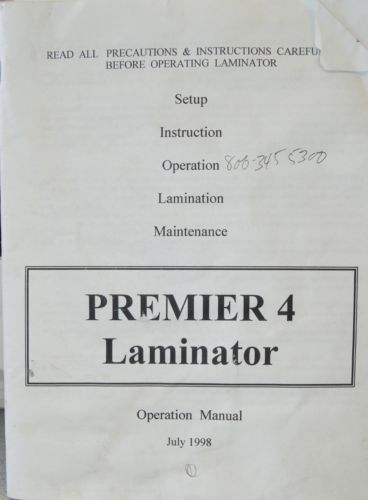 READ ALL PRECAUTIONS & INSTRUCTIONS
BEFORE OPERATING LAMINATOR
Setup
Instruction
Operation 800-345 5300
Lamination
Maintenance
PREMIER 4
Laminator
Operation Manual
July 1998